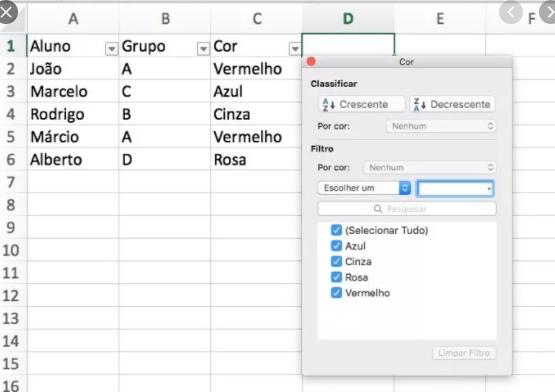 A B C D E F
1 Aluno Grupo Cor
2 João A Vermelho
3 Marcelo C Azul
4 Rodrigo B Cinza
5 Márcio A Vermelho
6 Alberto D Rosa
7
8
9
10
11
12
13
14
15
16
Cor
Classificar
A Z Crescente Z A Decrescente
Por cor: Nenhum
Filtro
Por cor: Nenhum
Escolher um
Pesquisar
(Selecionar Tudo)
Azul
Cinza
Rosa
Vermelho
Limpar Filtro